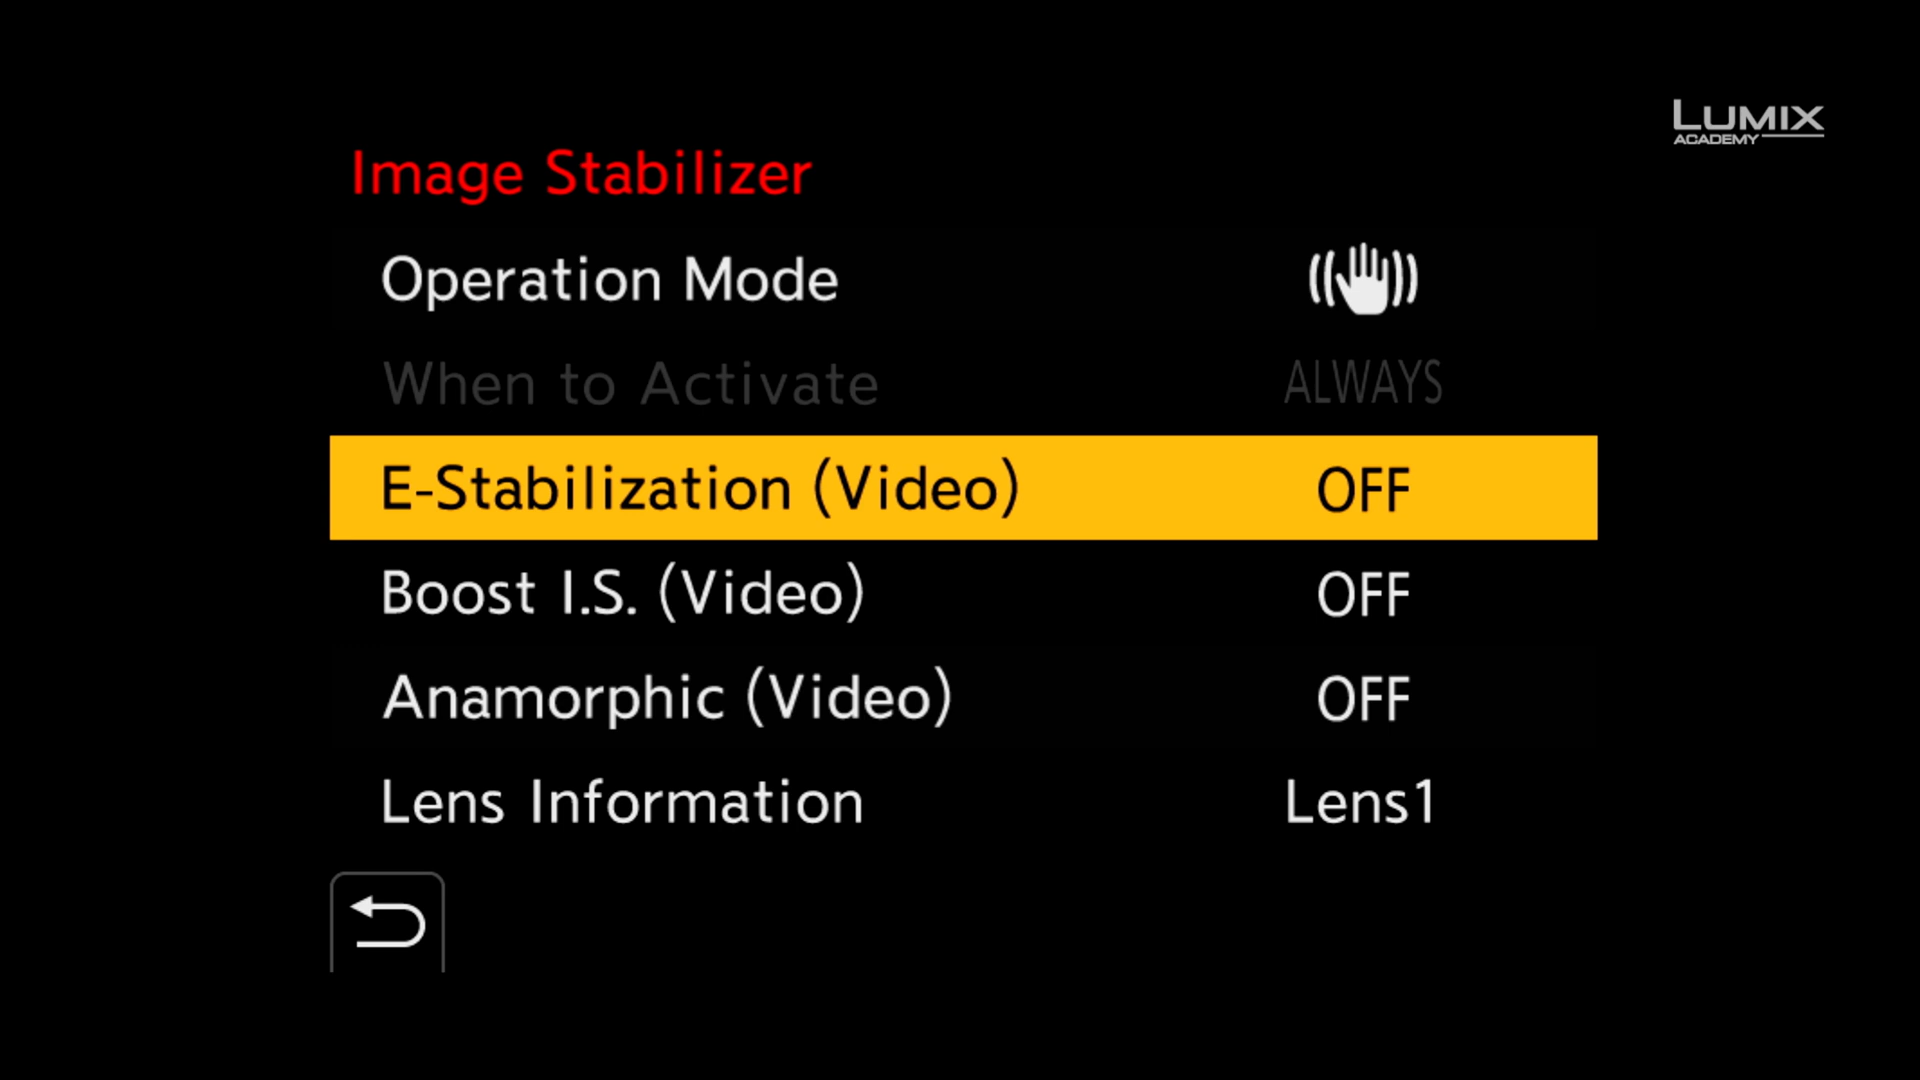 LUMIX
ACADEMY
Image Stabilizer
Operation Mode
When to Activate ALWAYS
E-Stabilization (Video) OFF
Boost I.S. (Video) OFF
Anamorphic (Video) OFF
Lens Information Lens1